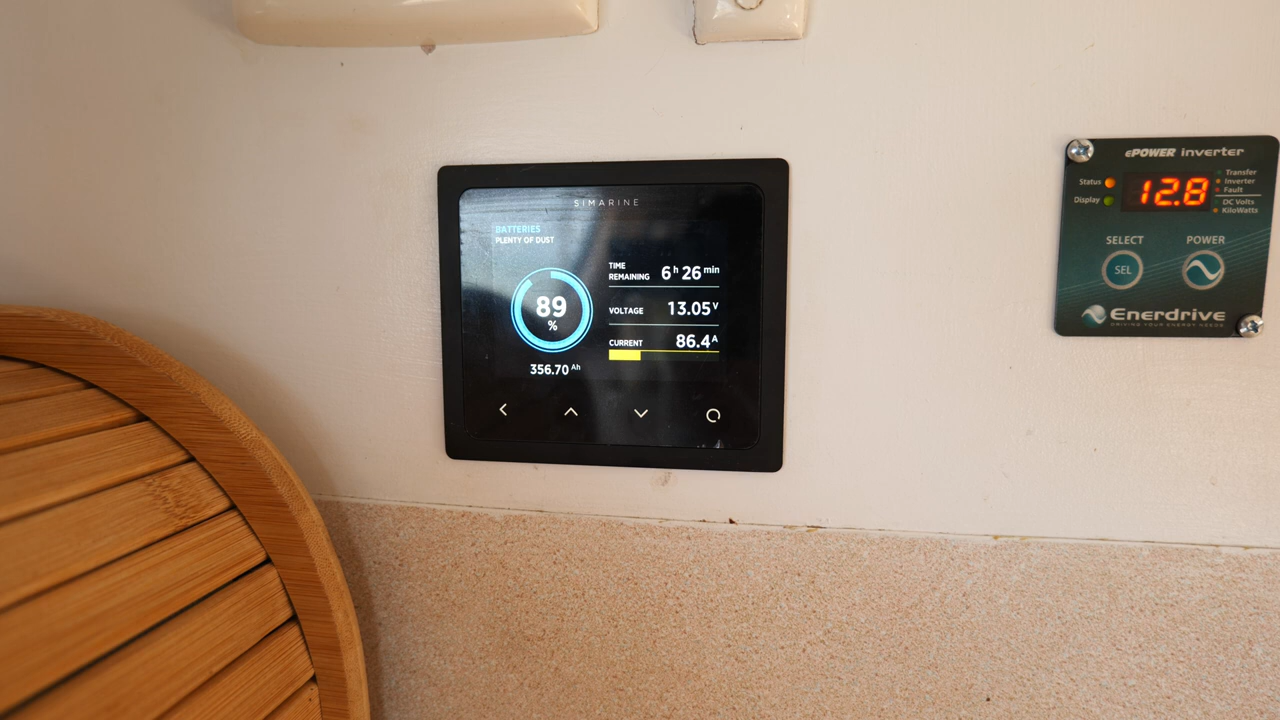 SIMARINE
BATTERIES
PLENTY OF DUST
TIME
REMAINING 6 h 26 min
89
%
VOLTAGE 13.05 V
CURRENT 86.4 A
356.70 Ah
ePOWER inverter
Status
Display
12.8
Transfer
Inverter
Fault
DC Volts
KiloWatts
SELECT POWER
SEL
Enerdrive
DRIVING YOUR ENERGY NEEDS